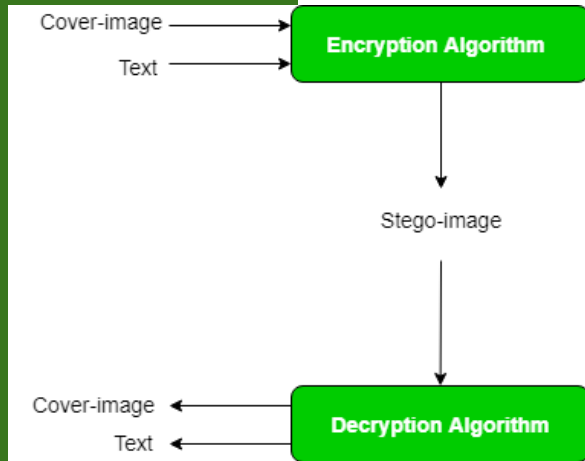 Cover-image
Encryption Algorithm
Text
Stego-image
Cover-image
Decryption Algorithm
Text